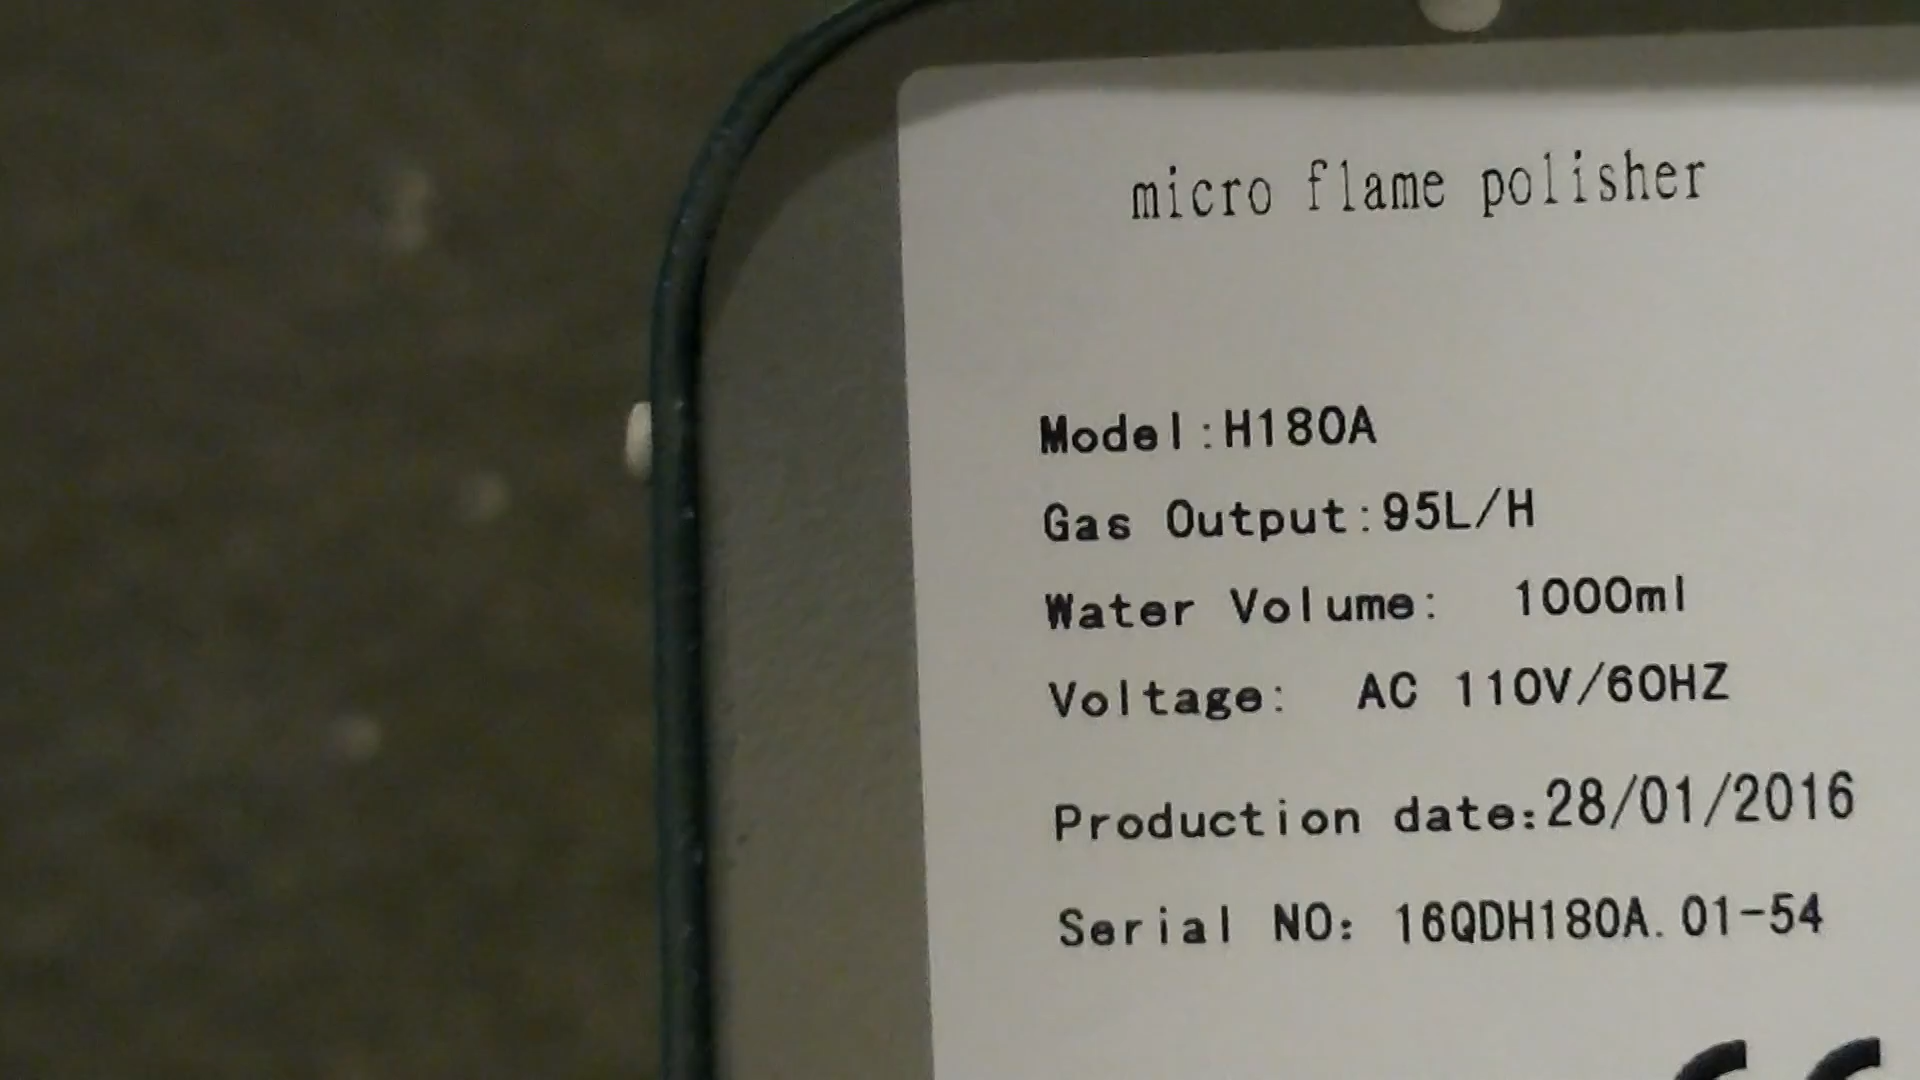 micro flame polisher
Model:H180A
Gas Output:95L/H
Water Volume: 1000ml
Voltage: AC 110V/60HZ
Production date:28/01/2016
Serial NO: 16QDH180A.01-54